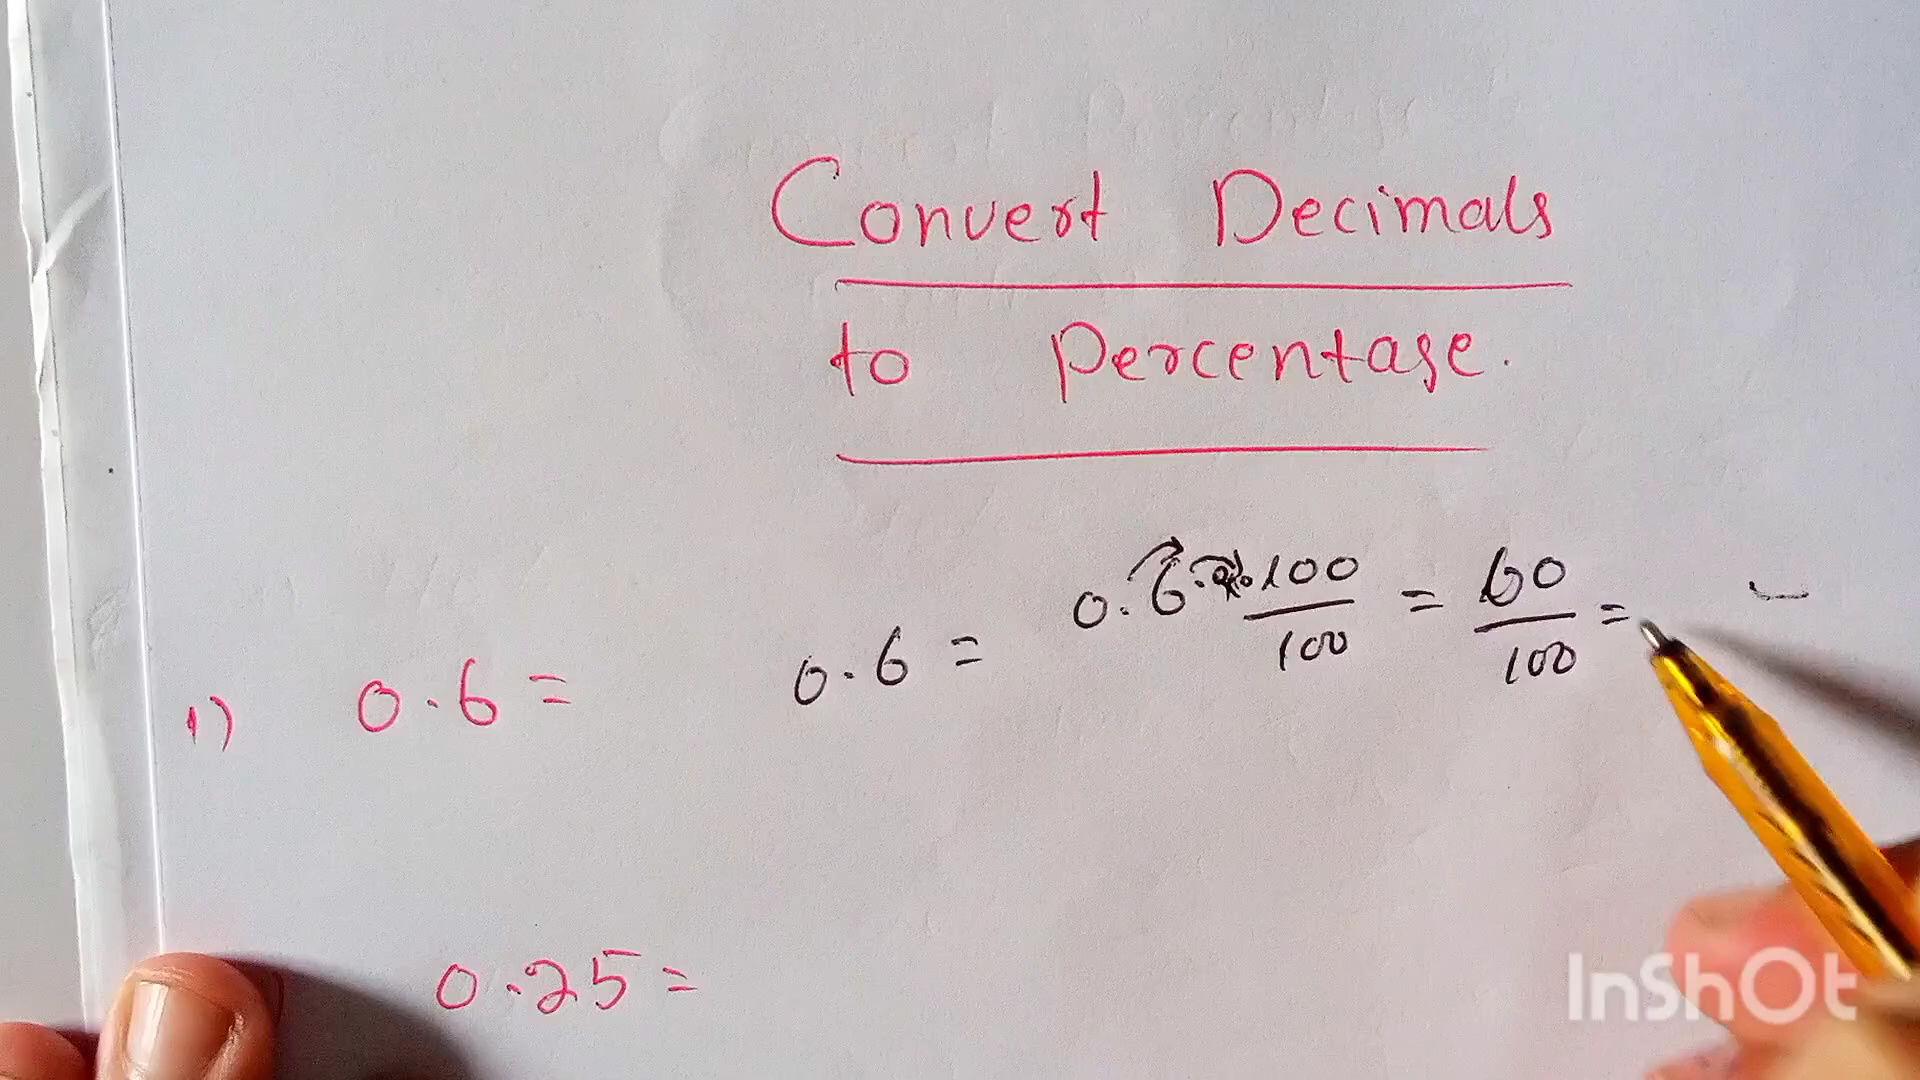 Convert Decimals
to Percentage.
1) 0.6 = 0.6 = 0.6 × 100/100 = 60/100 =
0.25 =
InShOt